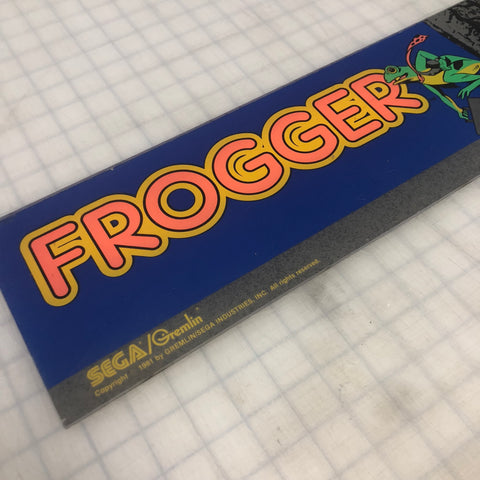 FROGGER
SEGA/Gremlin
Copyright 1981 by GREMLIN/SEGA INDUSTRIES, INC. All rights reserved.